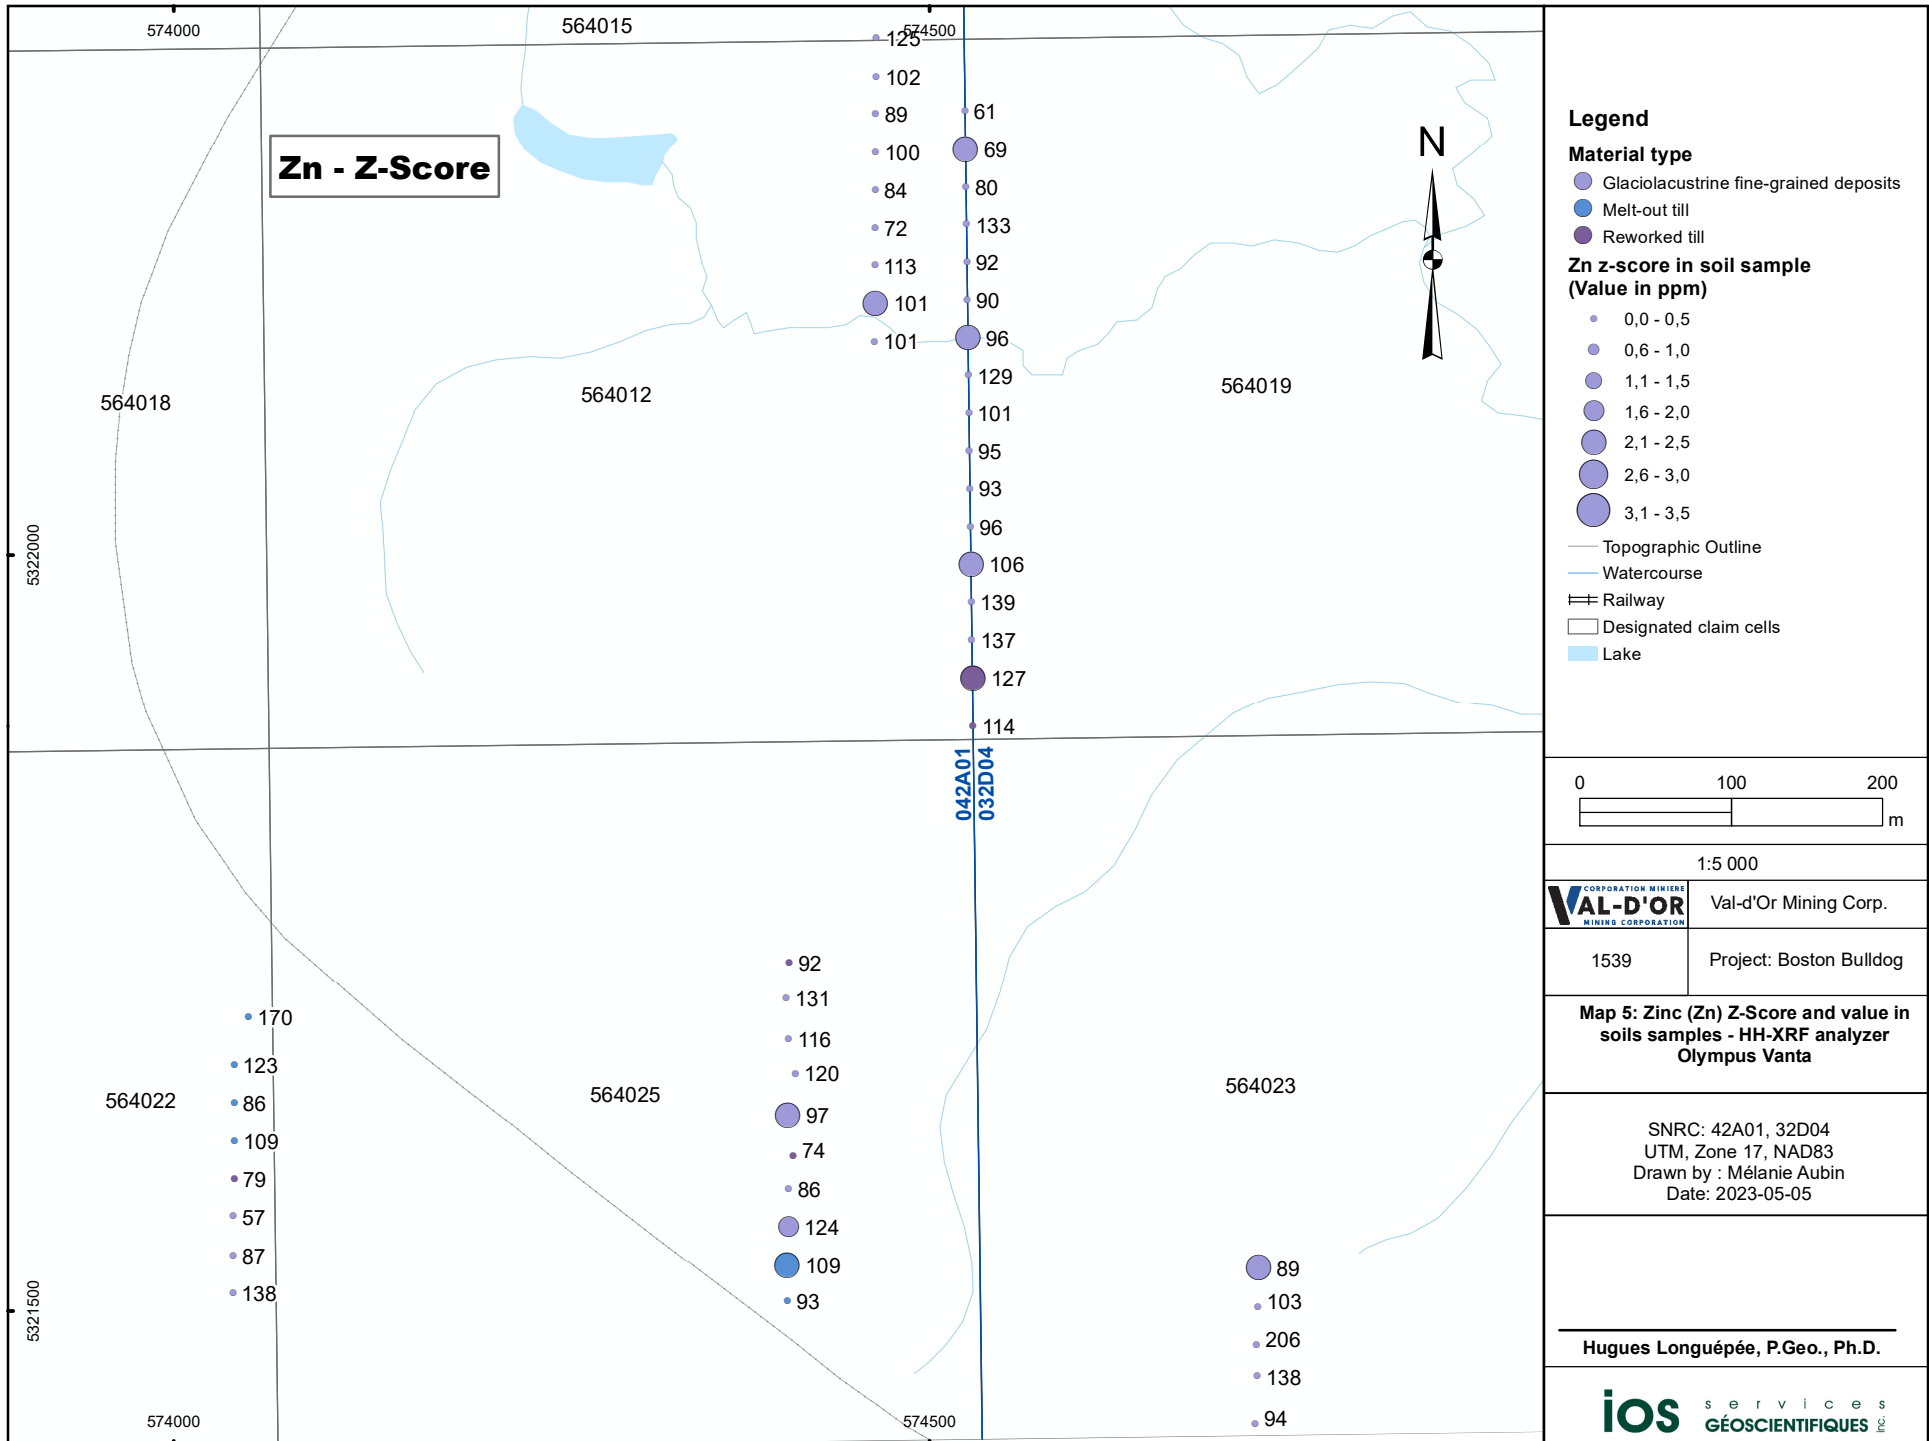 574000
564015
574500
125
102
89
100
84
72
113
101
101
61
69
80
133
92
90
96
129
101
95
93
96
106
139
137
127
114
Zn - Z-Score
564018
564012
564019
5322000
042A01
032D04
92
131
116
120
97
74
86
124
109
93
170
123
86
109
79
57
87
138
564022
564025
564023
89
103
206
138
94
5321500
574000
574500
N
Legend
Material type
Glaciolacustrine fine-grained deposits
Melt-out till
Reworked till
Zn z-score in soil sample
(Value in ppm)
0,0 - 0,5
0,6 - 1,0
1,1 - 1,5
1,6 - 2,0
2,1 - 2,5
2,6 - 3,0
3,1 - 3,5
Topographic Outline
Watercourse
Railway
Designated claim cells
Lake
0 100 200
m
1:5 000
CORPORATION MINIÈRE
VAL-D'OR
MINING CORPORATION
Val-d'Or Mining Corp.
1539
Project: Boston Bulldog
Map 5: Zinc (Zn) Z-Score and value in
soils samples - HH-XRF analyzer
Olympus Vanta
SNRC: 42A01, 32D04
UTM, Zone 17, NAD83
Drawn by : Mélanie Aubin
Date: 2023-05-05
Hugues Longuépée, P.Geo., Ph.D.
ios services
GÉOSCIENTIFIQUES inc.